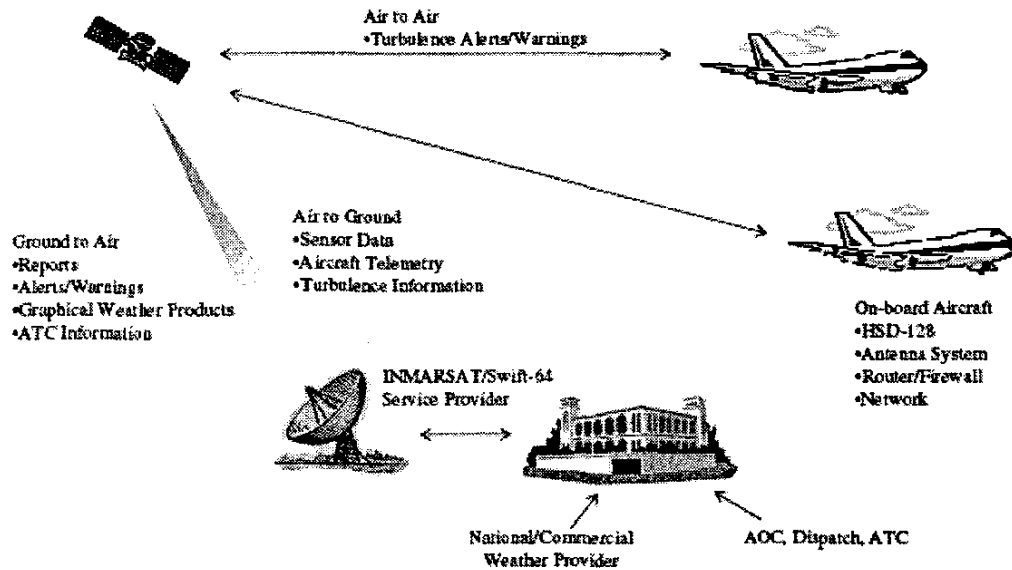 Air to Air
•Turbulence Alerts/Warnings
Ground to Air
•Reports
•Alerts/Warnings
•Graphical Weather Products
•ATC Information
Air to Ground
•Sensor Data
•Aircraft Telemetry
•Turbulence Information
On-board Aircraft
•HSD-128
•Antenna System
•Router/Firewall
•Network
INMARSAT/Swift-64
Service Provider
National/Commercial
Weather Provider
AOC, Dispatch, ATC